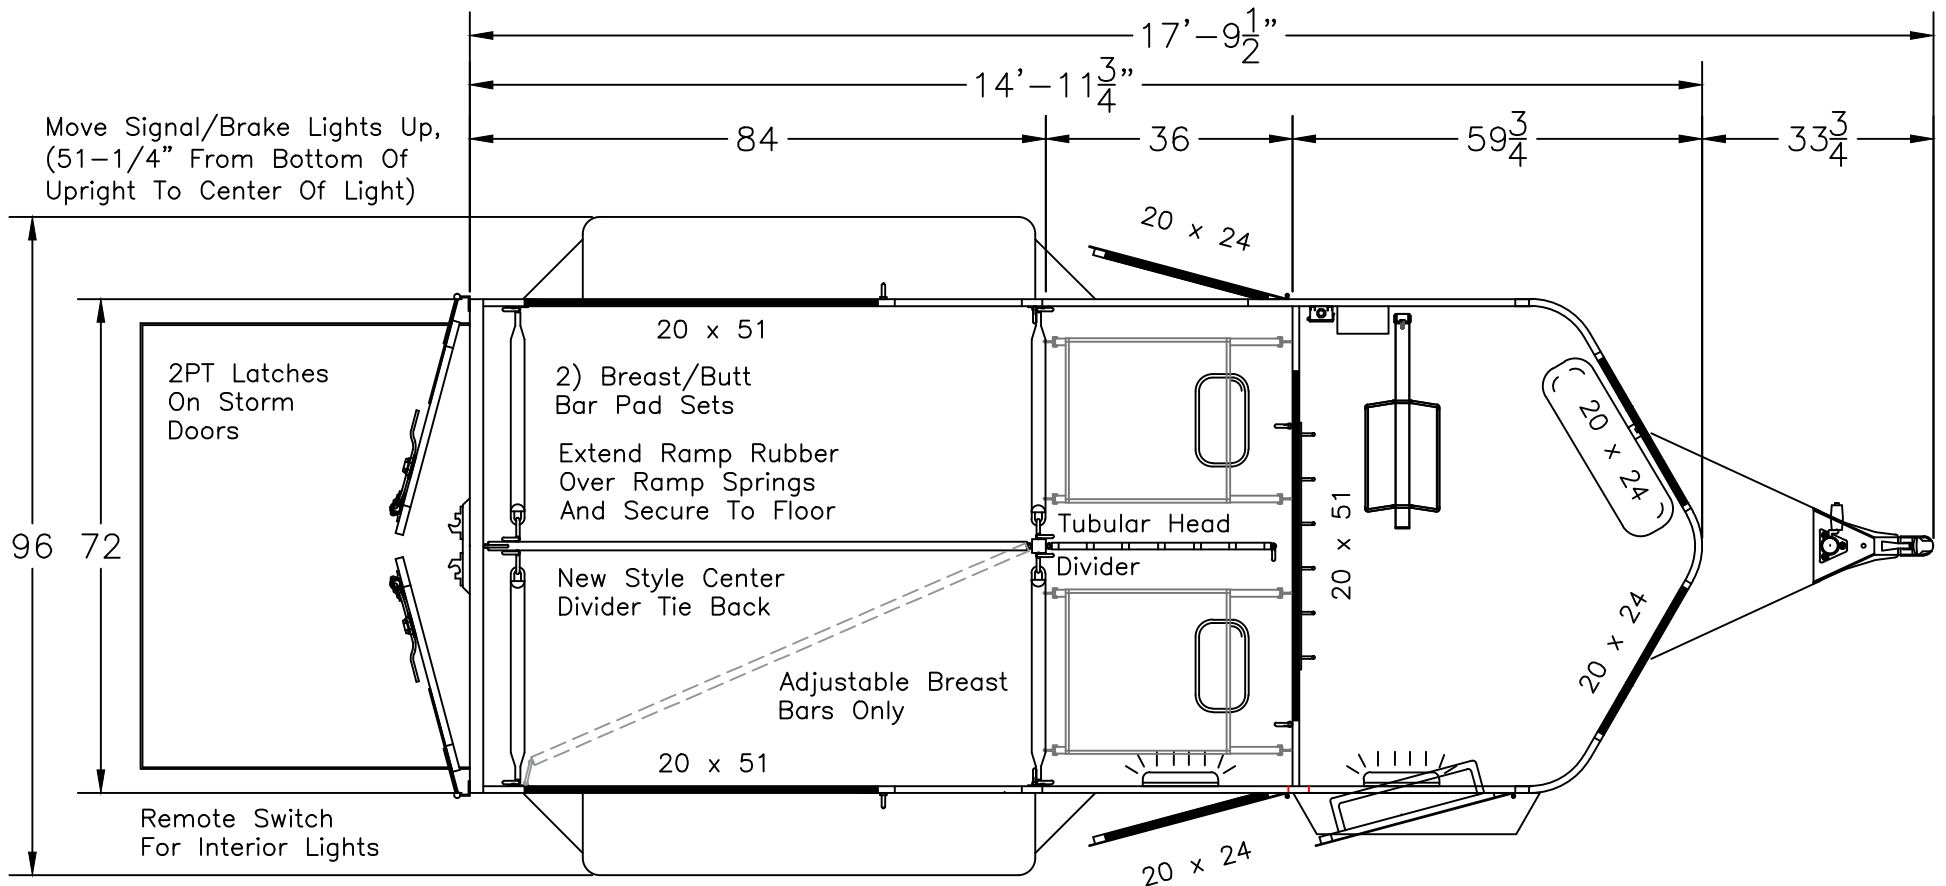 17'-9 1/2"
14'-11 3/4"
84
36
59 3/4
33 3/4
Move Signal/Brake Lights Up,
(51-1/4" From Bottom Of
Upright To Center Of Light)
20 x 24
20 x 51
2PT Latches
On Storm
Doors
2) Breast/Butt
Bar Pad Sets
Extend Ramp Rubber
Over Ramp Springs
And Secure To Floor
20 x 24
96
72
Tubular Head
Divider
20 x 51
New Style Center
Divider Tie Back
20 x 24
Adjustable Breast
Bars Only
20 x 51
Remote Switch
For Interior Lights
20 x 24